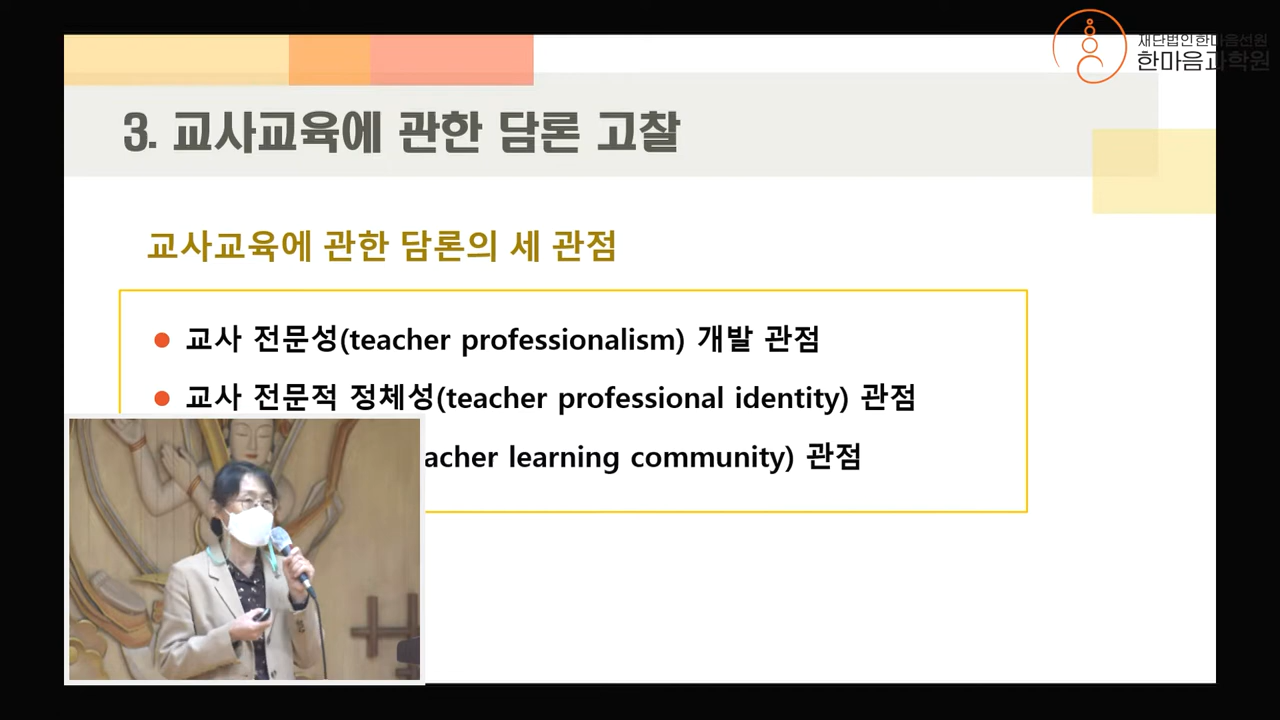 재단법인한마음선원
한마음과학원
3. 교사교육에 관한 담론 고찰
교사교육에 관한 담론의 세 관점
교사 전문성(teacher professionalism) 개발 관점
교사 전문적 정체성(teacher professional identity) 관점
acher learning community) 관점